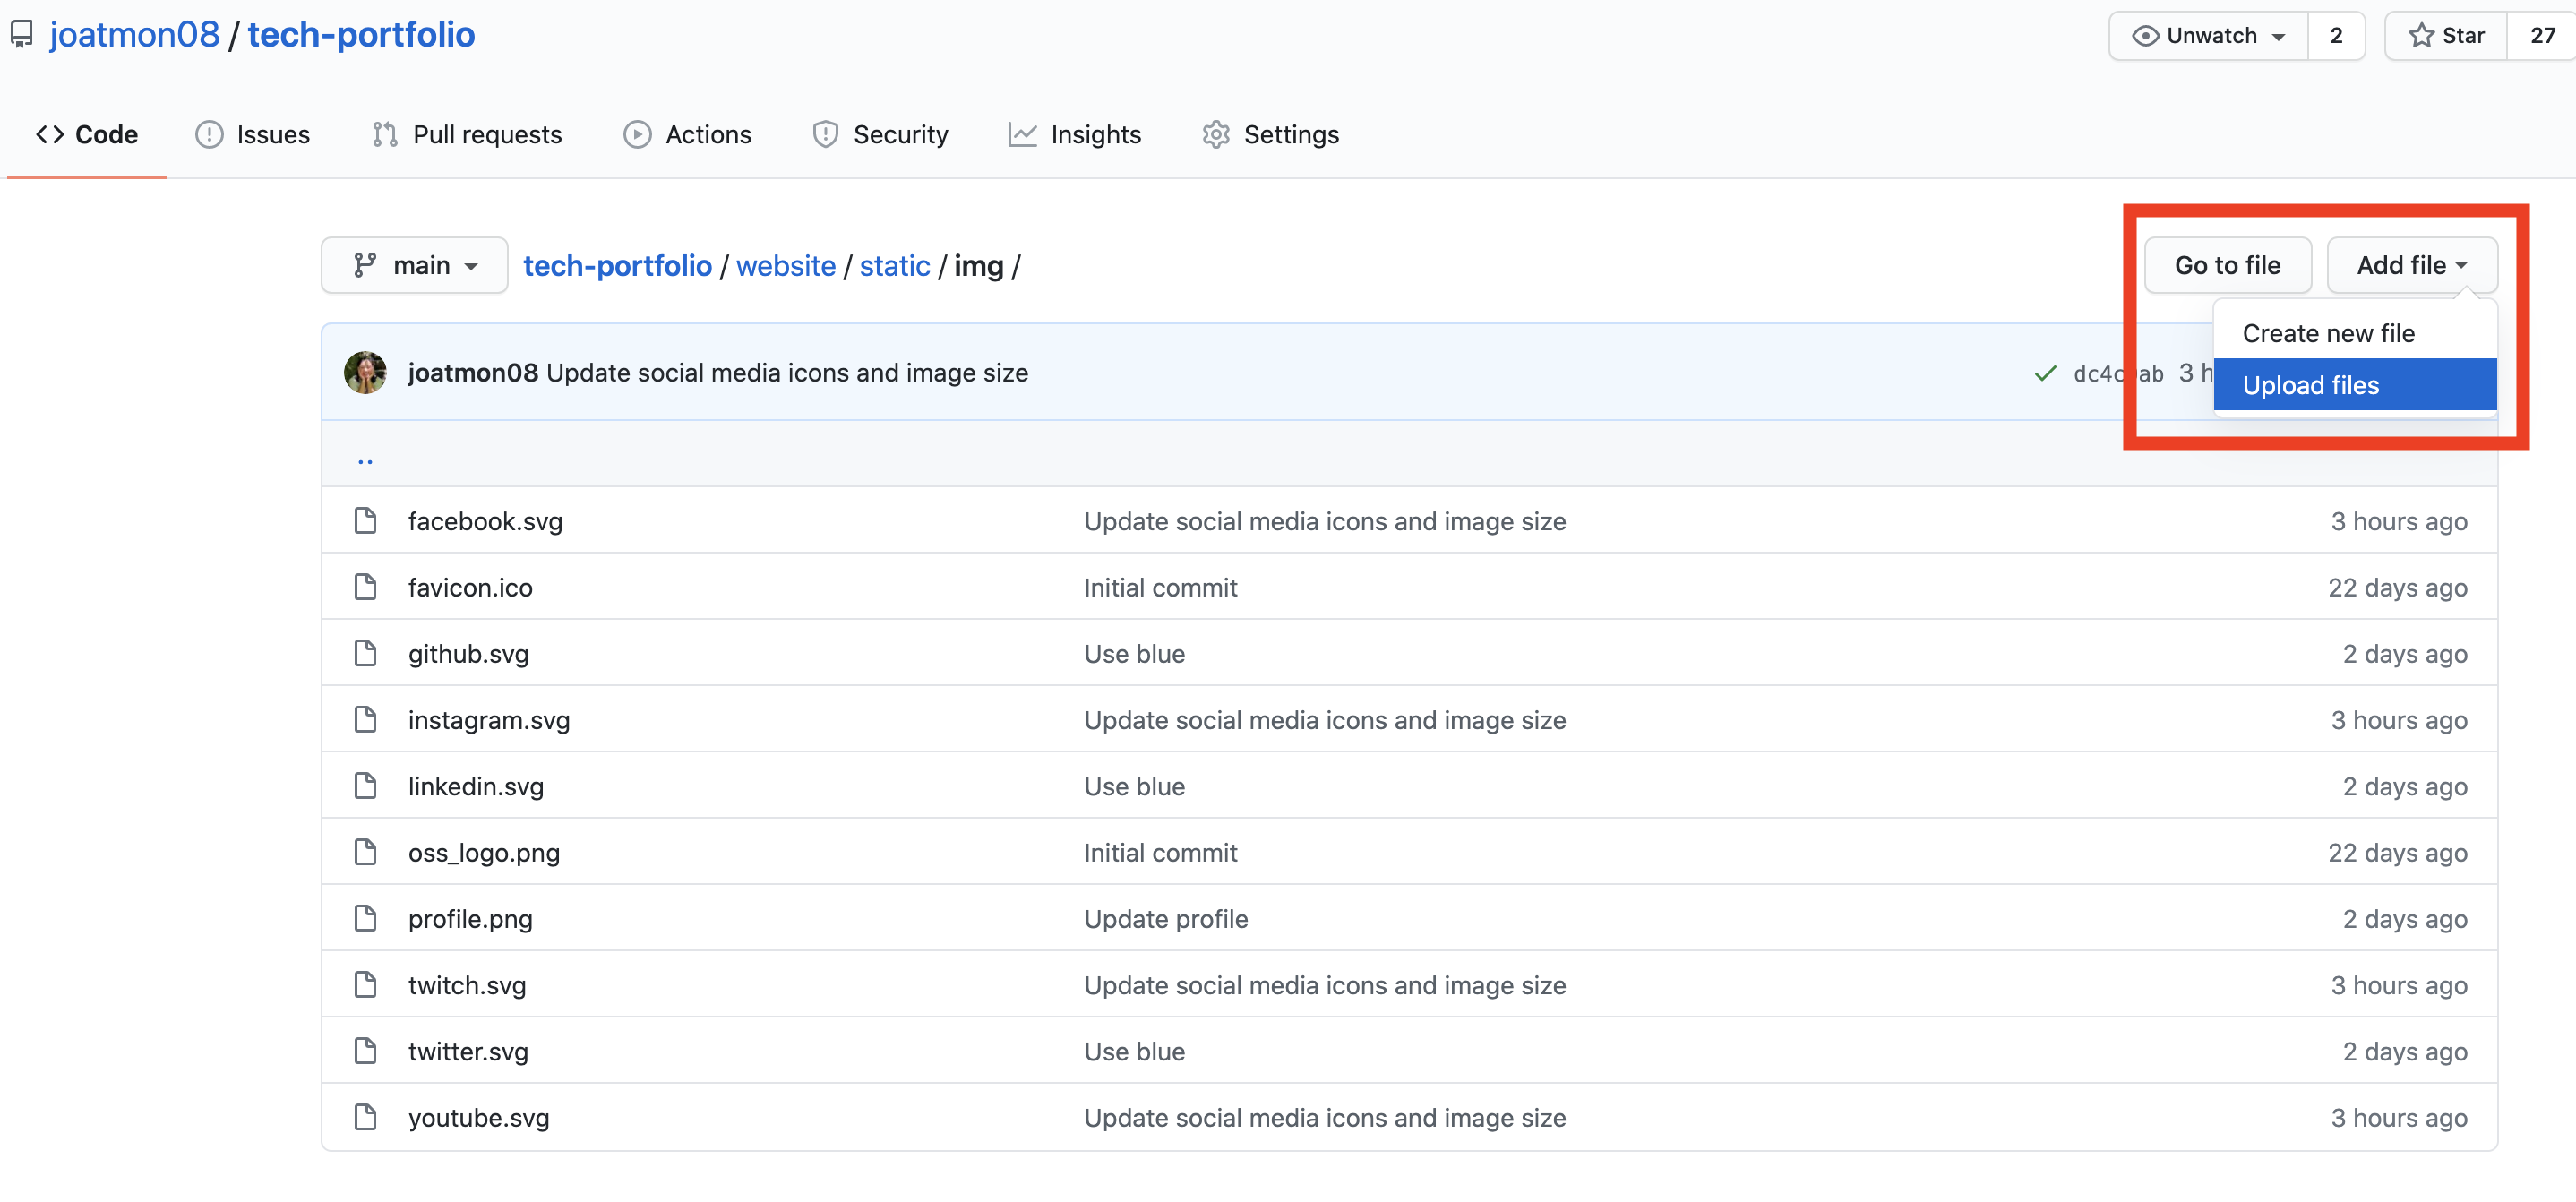 joatmon08 / tech-portfolio
Unwatch 2 Star 27
Code Issues Pull requests Actions Security Insights Settings
main tech-portfolio / website / static / img / Go to file Add file
Create new file
joatmon08 Update social media icons and image size 3 h
Upload files
..
facebook.svg Update social media icons and image size 3 hours ago
favicon.ico Initial commit 22 days ago
github.svg Use blue 2 days ago
instagram.svg Update social media icons and image size 3 hours ago
linkedin.svg Use blue 2 days ago
oss_logo.png Initial commit 22 days ago
profile.png Update profile 2 days ago
twitch.svg Update social media icons and image size 3 hours ago
twitter.svg Use blue 2 days ago
youtube.svg Update social media icons and image size 3 hours ago